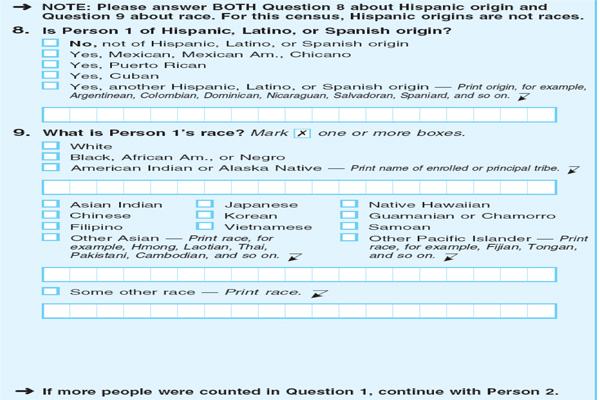 → NOTE: Please answer BOTH Question 8 about Hispanic origin and
Question 9 about race. For this census, Hispanic origins are not races.
8. Is Person 1 of Hispanic, Latino, or Spanish origin?
No, not of Hispanic, Latino, or Spanish origin
Yes, Mexican, Mexican Am., Chicano
Yes, Puerto Rican
Yes, Cuban
Yes, another Hispanic, Latino, or Spanish origin — Print origin, for example,
Argentinean, Colombian, Dominican, Nicaraguan, Salvadoran, Spaniard, and so on.
9. What is Person 1's race? Mark ☒ one or more boxes.
White
Black, African Am., or Negro
American Indian or Alaska Native — Print name of enrolled or principal tribe.
Asian Indian Japanese Native Hawaiian
Chinese Korean Guamanian or Chamorro
Filipino Vietnamese Samoan
Other Asian — Print race, for Other Pacific Islander — Print
example, Hmong, Laotian, Thai, race, for example, Fijian, Tongan,
Pakistani, Cambodian, and so on. and so on.
Some other race — Print race.
→ If more people were counted in Question 1, continue with Person 2.